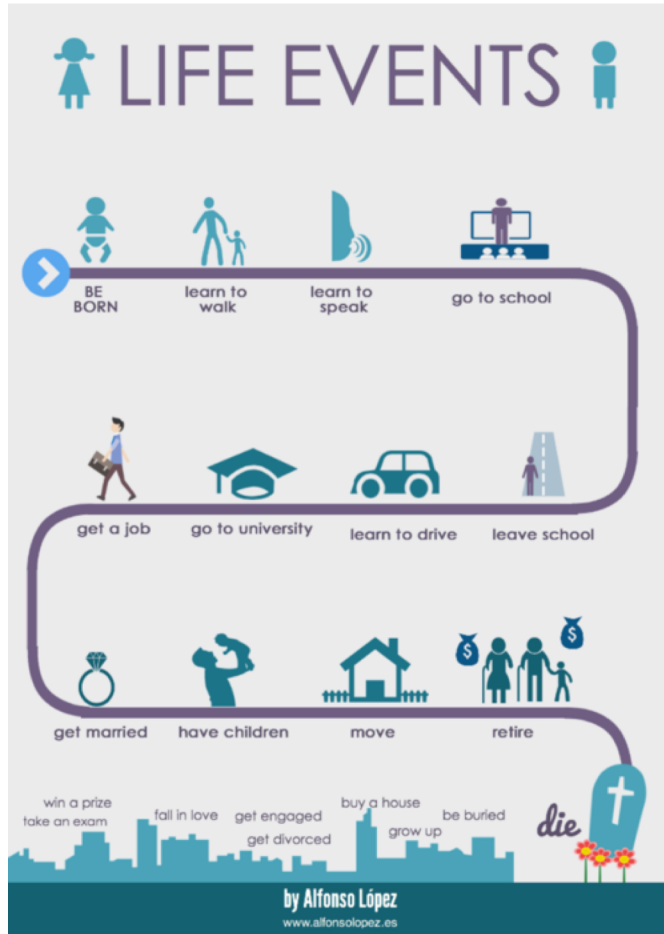 LIFE EVENTS
BE
BORN
learn to
walk
learn to
speak
go to school
get a job
go to university
learn to drive
leave school
$
$
get married
have children
move
retire
win a prize
take an exam
fall in love
get engaged
get divorced
buy a house
grow up
be buried
die
by Alfonso López
www.alfonsolopez.es